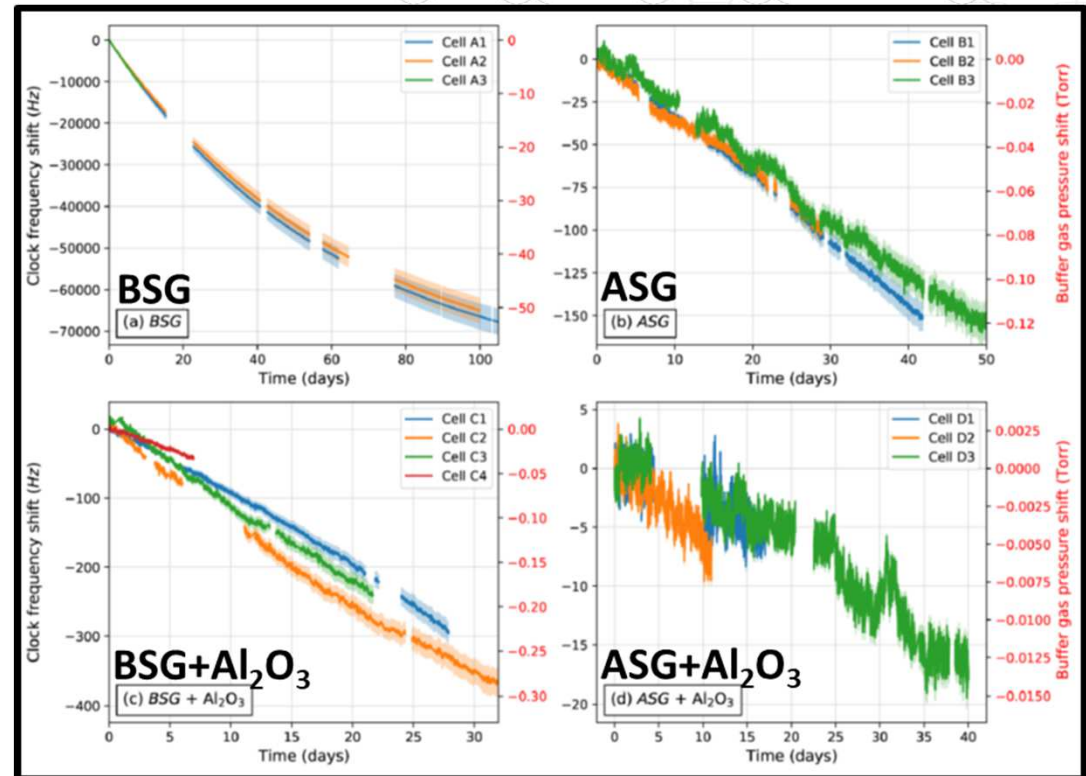 Cell A1
Cell A2
Cell A3
0
−10000
−20000
−30000
−40000
−50000
−60000
−70000
Clock frequency shift (Hz)
0
−10
−20
−30
−40
−50
BSG
(a) BSG
0 20 40 60 80 100
Time (days)
Cell B1
Cell B2
Cell B3
0
−25
−50
−75
−100
−125
−150
0.00
−0.02
−0.04
−0.06
−0.08
−0.10
−0.12
Buffer gas pressure shift (Torr)
ASG
(b) ASG
0 10 20 30 40 50
Time (days)
Cell C1
Cell C2
Cell C3
Cell C4
0
−100
−200
−300
−400
Clock frequency shift (Hz)
0.00
−0.05
−0.10
−0.15
−0.20
−0.25
−0.30
BSG+Al₂O₃
(c) BSG + Al₂O₃
0 5 10 15 20 25 30
Time (days)
Cell D1
Cell D2
Cell D3
5
0
−5
−10
−15
−20
0.0025
0.0000
−0.0025
−0.0050
−0.0075
−0.0100
−0.0125
−0.0150
Buffer gas pressure shift (Torr)
ASG+Al₂O₃
(d) ASG + Al₂O₃
0 5 10 15 20 25 30 35 40
Time (days)